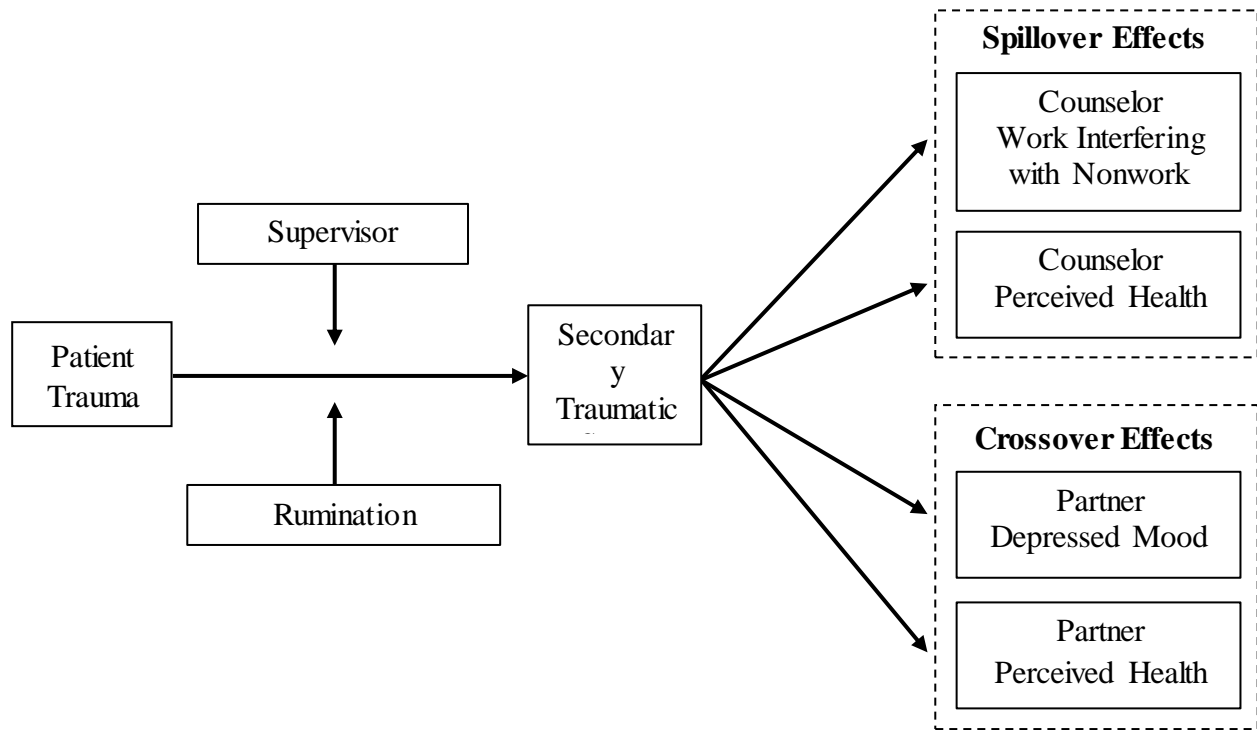 Spillover Effects
Counselor
Work Interfering
with Nonwork
Supervisor
Counselor
Perceived Health
Patient
Trauma
Secondar
y
Traumatic
Rumination
Crossover Effects
Partner
Depressed Mood
Partner
Perceived Health